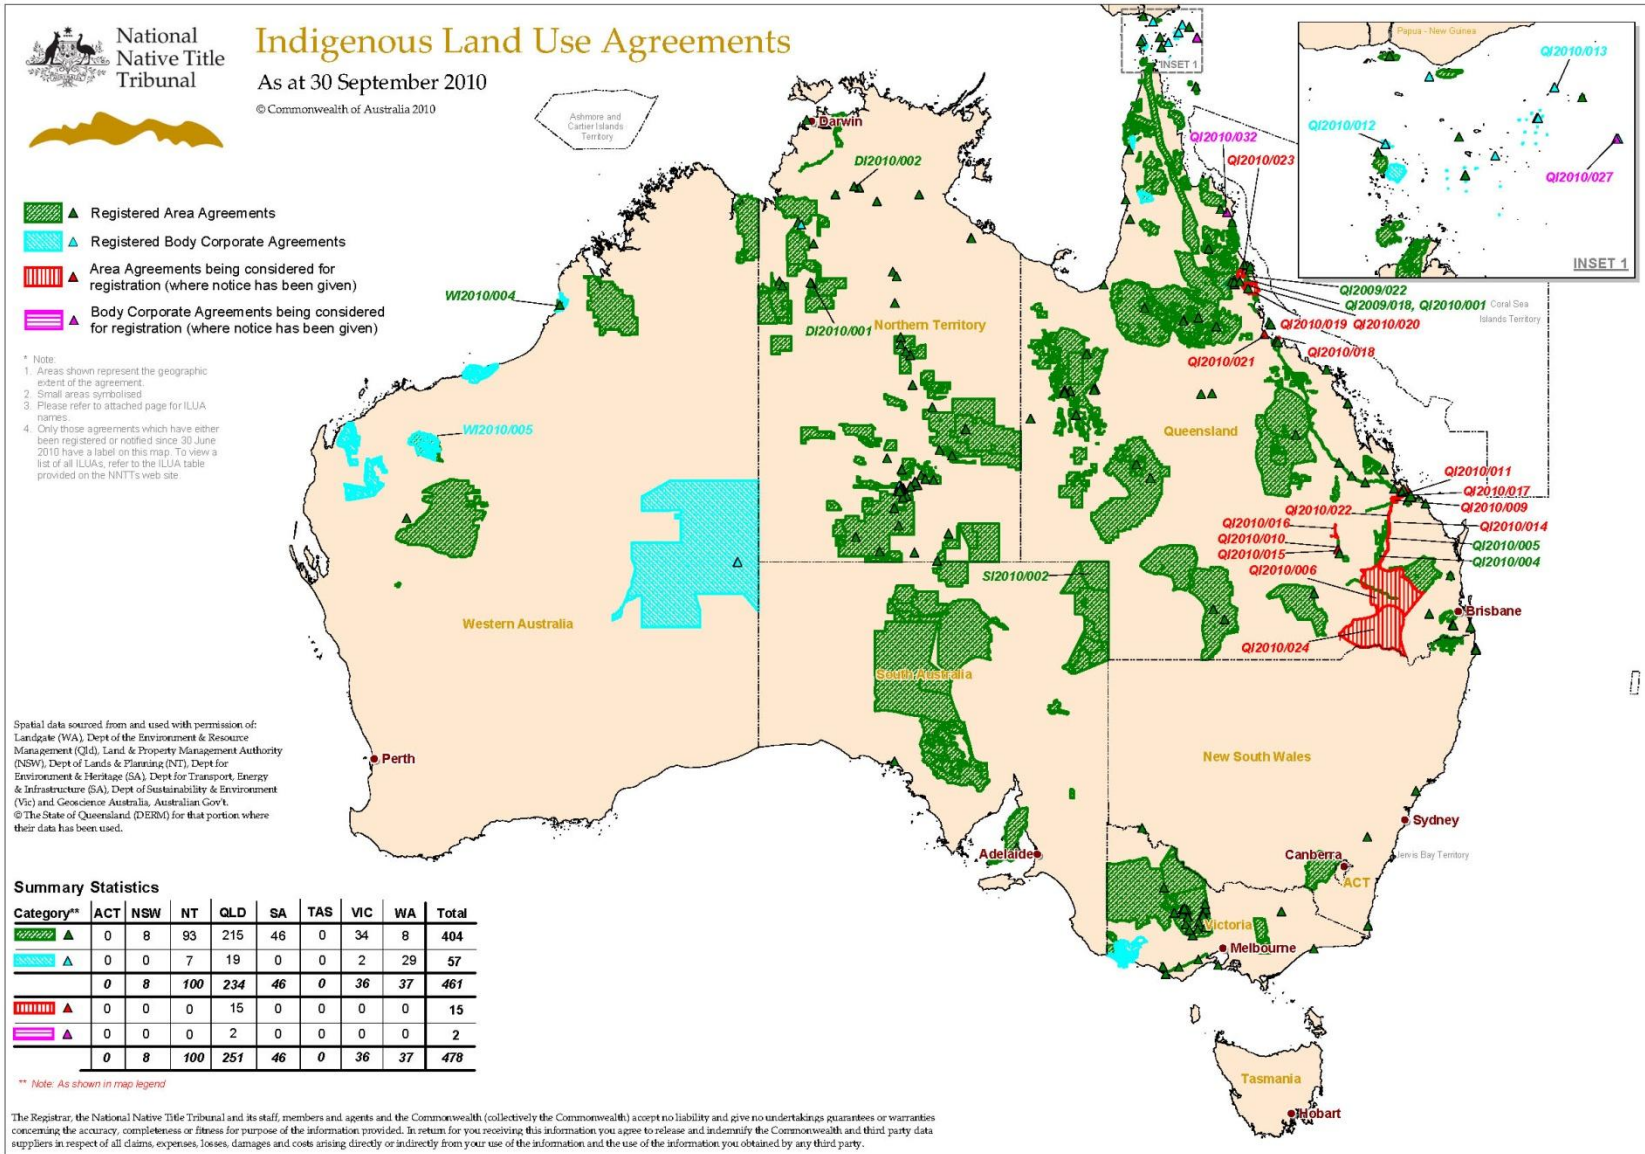 National
Native Title
Tribunal
Indigenous Land Use Agreements
As at 30 September 2010
© Commonwealth of Australia 2010
Registered Area Agreements
Registered Body Corporate Agreements
Area Agreements being considered for
registration (where notice has been given)
Body Corporate Agreements being considered
for registration (where notice has been given)
* Note:
1. Areas shown represent the geographic
extent of the agreement.
2. Small areas symbolised
3. Please refer to attached page for ILUA
names.
4. Only those agreements which have either
been registered or notified since 30 June
2010 have a label on this map. To view a
list of all ILUAs, refer to the ILUA table
provided on the NNTTs web site.
Ashmore and
Cartier Islands
Territory
Darwin
DI2010/002
WI2010/004
DI2010/001
Northern Territory
WI2010/005
Western Australia
Perth
SI2010/002
South Australia
Adelaide
INSET 1
QI2010/032
QI2010/023
QI2009/022
QI2009/018, QI2010/001
Coral Sea
Islands Territory
QI2010/019
QI2010/020
QI2010/021
QI2010/018
Queensland
QI2010/011
QI2010/017
QI2010/009
QI2010/022
QI2010/014
QI2010/016
QI2010/010
QI2010/005
QI2010/015
QI2010/004
QI2010/006
Brisbane
QI2010/024
New South Wales
Sydney
Canberra
Jervis Bay Territory
ACT
Victoria
Melbourne
Tasmania
Hobart
Papua - New Guinea
QI2010/013
QI2010/012
QI2010/027
INSET 1
Spatial data sourced from and used with permission of:
Landgate (WA), Dept of the Environment & Resource
Management (Qld), Land & Property Management Authority
(NSW), Dept of Lands & Planning (NT), Dept for
Environment & Heritage (SA), Dept for Transport, Energy
& Infrastructure (SA), Dept of Sustainability & Environment
(Vic) and Geoscience Australia, Australian Gov't.
© The State of Queensland (DERM) for that portion where
their data has been used.
Summary Statistics
Category** ACT NSW NT QLD SA TAS VIC WA Total
0 8 93 215 46 0 34 8 404
0 0 7 19 0 0 2 29 57
0 8 100 234 46 0 36 37 461
0 0 0 15 0 0 0 0 15
0 0 0 2 0 0 0 0 2
0 8 100 251 46 0 36 37 478
** Note: As shown in map legend
The Registrar, the National Native Title Tribunal and its staff, members and agents and the Commonwealth (collectively the Commonwealth) accept no liability and give no undertakings guarantees or warranties
concerning the accuracy, completeness or fitness for purpose of the information provided. In return for you receiving this information you agree to release and indemnify the Commonwealth and third party data
suppliers in respect of all claims, expenses, losses, damages and costs arising directly or indirectly from your use of the information and the use of the information you obtained by any third party.